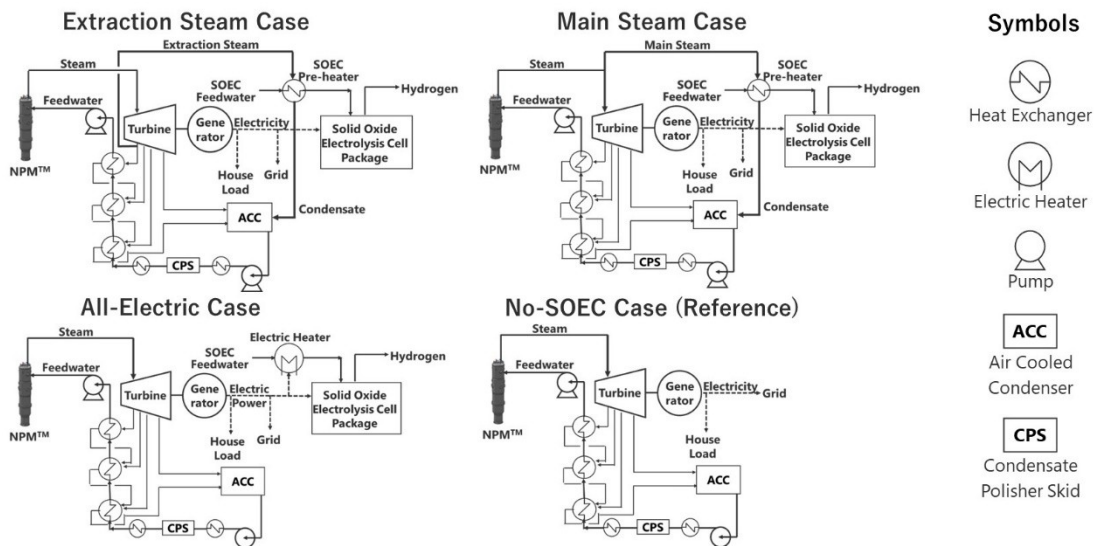 Extraction Steam Case
Extraction Steam
Steam
SOEC
Pre-heater
SOEC
Feedwater
Hydrogen
Feedwater
Turbine
Gene
rator
Electricity
Solid Oxide
Electrolysis Cell
Package
NPM™
House
Load
Grid
ACC
Condensate
CPS
Main Steam Case
Main Steam
Steam
SOEC
Pre-heater
SOEC
Feedwater
Hydrogen
Feedwater
Turbine
Gene
rator
Electricity
Solid Oxide
Electrolysis Cell
Package
NPM™
House
Load
Grid
ACC
Condensate
CPS
All-Electric Case
Steam
Electric Heater
SOEC
Feedwater
Hydrogen
Feedwater
Turbine
Gene
rator
Electric
Power
Solid Oxide
Electrolysis Cell
Package
NPM™
House
Load
Grid
ACC
CPS
No-SOEC Case (Reference)
Steam
Feedwater
Turbine
Gene
rator
Electricity
Grid
NPM™
House
Load
ACC
CPS
Symbols
Heat Exchanger
Electric Heater
Pump
ACC
Air Cooled
Condenser
CPS
Condensate
Polisher Skid